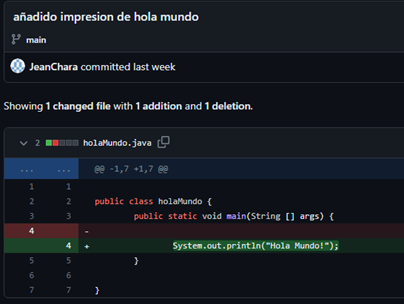 añadido impresion de hola mundo
main
JeanChara committed last week
Showing 1 changed file with 1 addition and 1 deletion.
2 holaMundo.java
... ... @@ -1,7 +1,7 @@
1 1
2 2 public class holaMundo {
3 3 public static void main(String [] args) {
4 -
4 + System.out.println("Hola Mundo!");
5 5 }
6 6
7 7 }